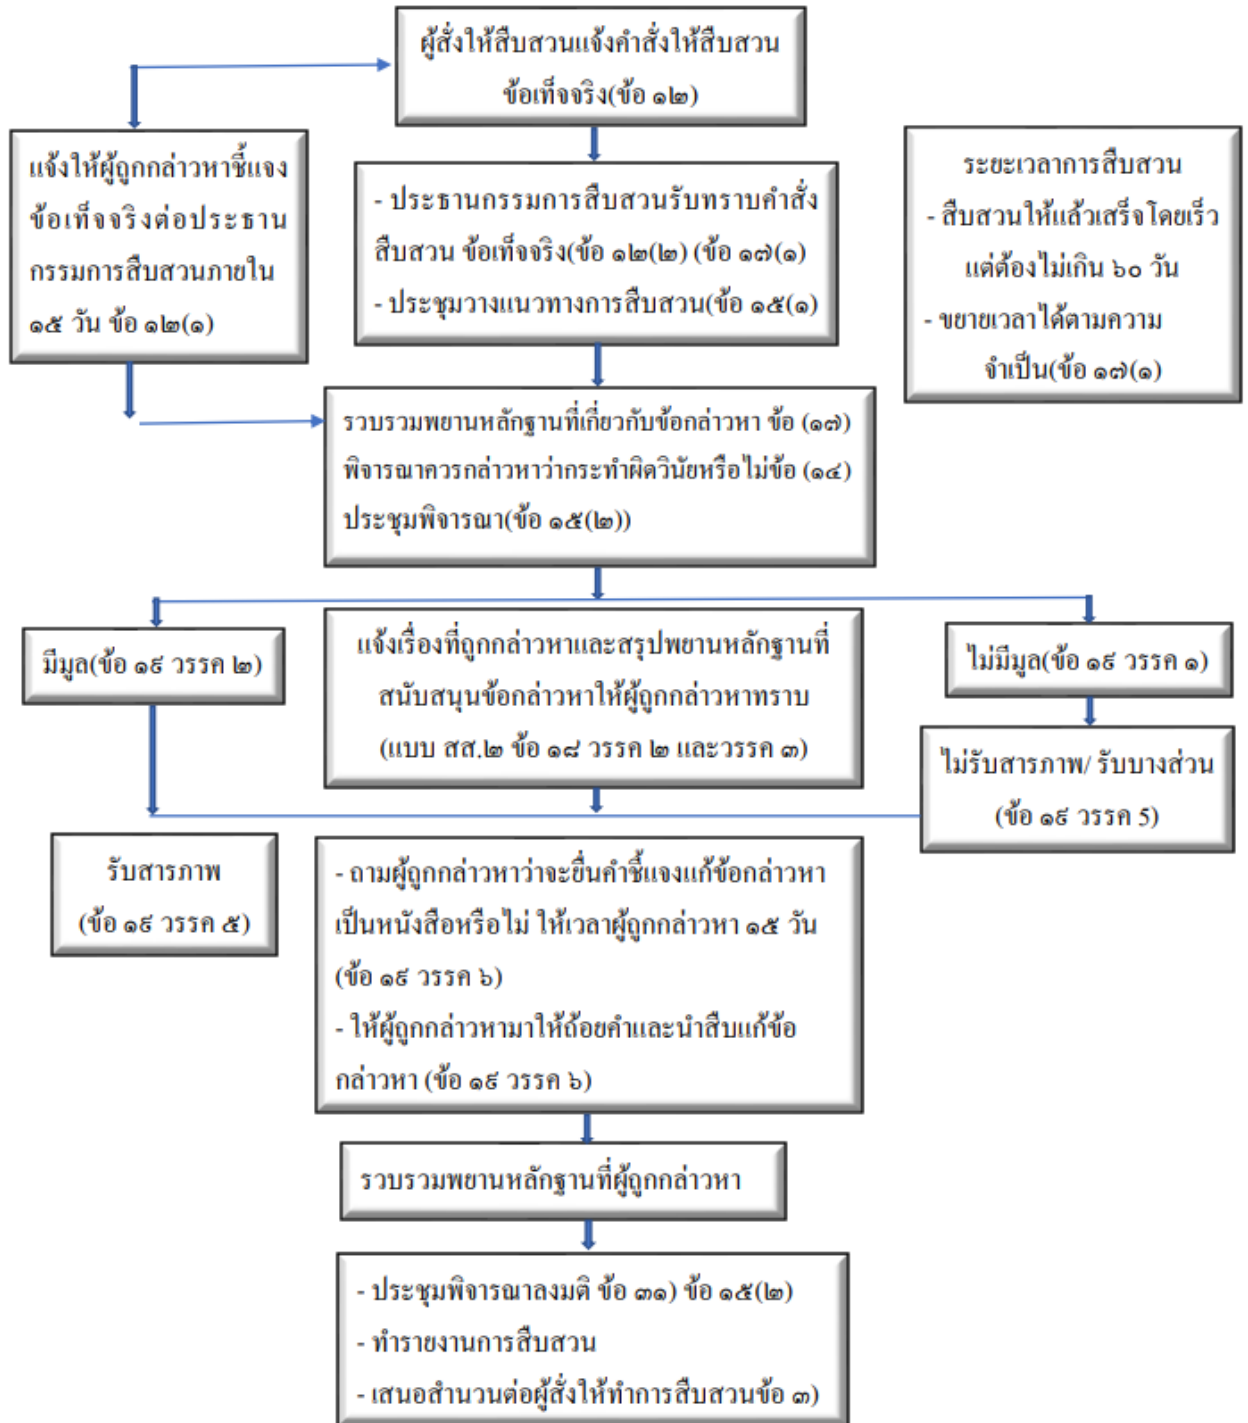 ผู้สั่งให้สืบสวนแจ้งคำสั่งให้สืบสวน
ข้อเท็จจริง(ข้อ ๑๒)
แจ้งให้ผู้ถูกกล่าวหาชี้แจง
ข้อเท็จจริงต่อประธาน
กรรมการสืบสวนภายใน
๑๕ วัน ข้อ ๑๒(๑)
- ประธานกรรมการสืบสวนรับทราบคำสั่ง
สืบสวน ข้อเท็จจริง(ข้อ ๑๒(๒) (ข้อ ๑๗(๑)
- ประชุมวางแนวทางการสืบสวน(ข้อ ๑๕(๑)
ระยะเวลาการสืบสวน
- สืบสวนให้แล้วเสร็จโดยเร็ว
แต่ต้องไม่เกิน ๖๐ วัน
- ขยายเวลาได้ตามความ
จำเป็น(ข้อ ๑๗(๑)
รวบรวมพยานหลักฐานที่เกี่ยวกับข้อกล่าวหา ข้อ (๑๗)
พิจารณาควรกล่าวหาว่ากระทำผิดวินัยหรือไม่ข้อ (๑๔)
ประชุมพิจารณา(ข้อ ๑๕(๒))
มีมูล(ข้อ ๑๙ วรรค ๒)
แจ้งเรื่องที่ถูกกล่าวหาและสรุปพยานหลักฐานที่
สนับสนุนข้อกล่าวหาให้ผู้ถูกกล่าวหาทราบ
(แบบ สส.๒ ข้อ ๑๘ วรรค ๒ และวรรค ๓)
ไม่มีมูล(ข้อ ๑๙ วรรค ๑)
ไม่รับสารภาพ/ รับบางส่วน
(ข้อ ๑๙ วรรค 5)
รับสารภาพ
(ข้อ ๑๙ วรรค ๕)
- ถามผู้ถูกกล่าวหาว่าจะยื่นคำชี้แจงแก้ข้อกล่าวหา
เป็นหนังสือหรือไม่ ให้เวลาผู้ถูกกล่าวหา ๑๕ วัน
(ข้อ ๑๙ วรรค ๖)
- ให้ผู้ถูกกล่าวหามาให้ถ้อยคำและนำสืบแก้ข้อ
กล่าวหา (ข้อ ๑๙ วรรค ๖)
รวบรวมพยานหลักฐานที่ผู้ถูกกล่าวหา
- ประชุมพิจารณาลงมติ ข้อ ๓๑) ข้อ ๑๕(๒)
- ทำรายงานการสืบสวน
- เสนอสำนวนต่อผู้สั่งให้ทำการสืบสวนข้อ ๓)